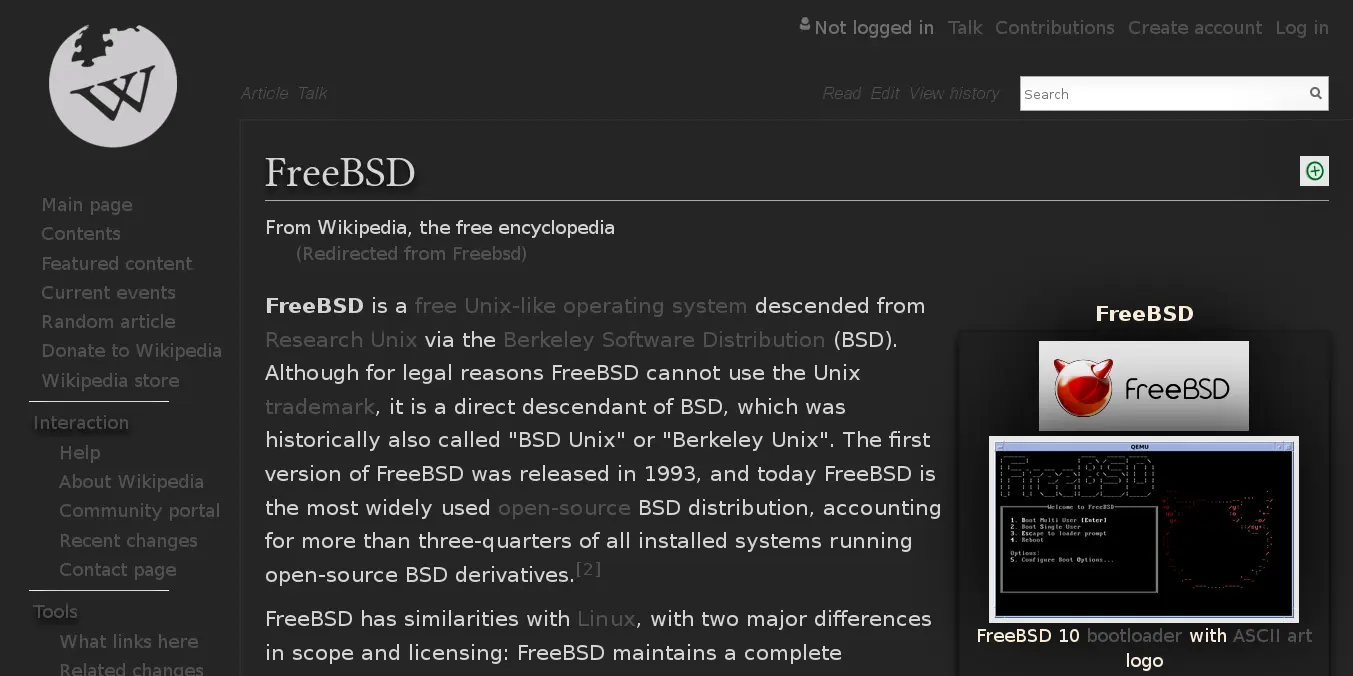 Not logged in Talk Contributions Create account Log in
Article Talk
Read Edit View history
Search
W
Main page
Contents
Featured content
Current events
Random article
Donate to Wikipedia
Wikipedia store
Interaction
Help
About Wikipedia
Community portal
Recent changes
Contact page
Tools
What links here
Related changes
FreeBSD
From Wikipedia, the free encyclopedia
(Redirected from Freebsd)
FreeBSD is a free Unix-like operating system descended from
Research Unix via the Berkeley Software Distribution (BSD).
Although for legal reasons FreeBSD cannot use the Unix
trademark, it is a direct descendant of BSD, which was
historically also called "BSD Unix" or "Berkeley Unix". The first
version of FreeBSD was released in 1993, and today FreeBSD is
the most widely used open-source BSD distribution, accounting
for more than three-quarters of all installed systems running
open-source BSD derivatives.[2]
FreeBSD has similarities with Linux, with two major differences
in scope and licensing: FreeBSD maintains a complete
FreeBSD
FreeBSD
QEMU
FreeBSD
Welcome to FreeBSD
1. Boot Multi User [Enter]
2. Boot Single User
3. Escape to loader prompt
4. Reboot
Options:
5. Configure Boot Options...
FreeBSD 10 bootloader with ASCII art
logo